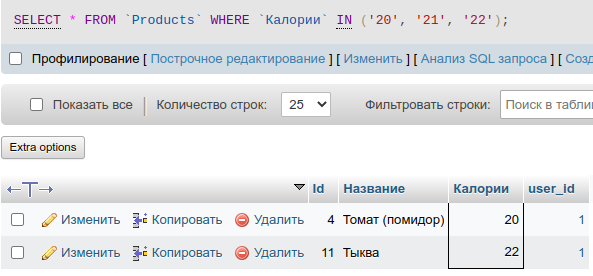 SELECT * FROM `Products` WHERE `Калории` IN ('20', '21', '22');
Профилирование [ Построчное редактирование ] [ Изменить ] [ Анализ SQL запроса ] [ Созд
Показать все Количество строк: 25 Фильтровать строки: Поиск в таблиц
Extra options
←T→ Id Название Калории user_id
Изменить Копировать Удалить 4 Томат (помидор) 20 1
Изменить Копировать Удалить 11 Тыква 22 1